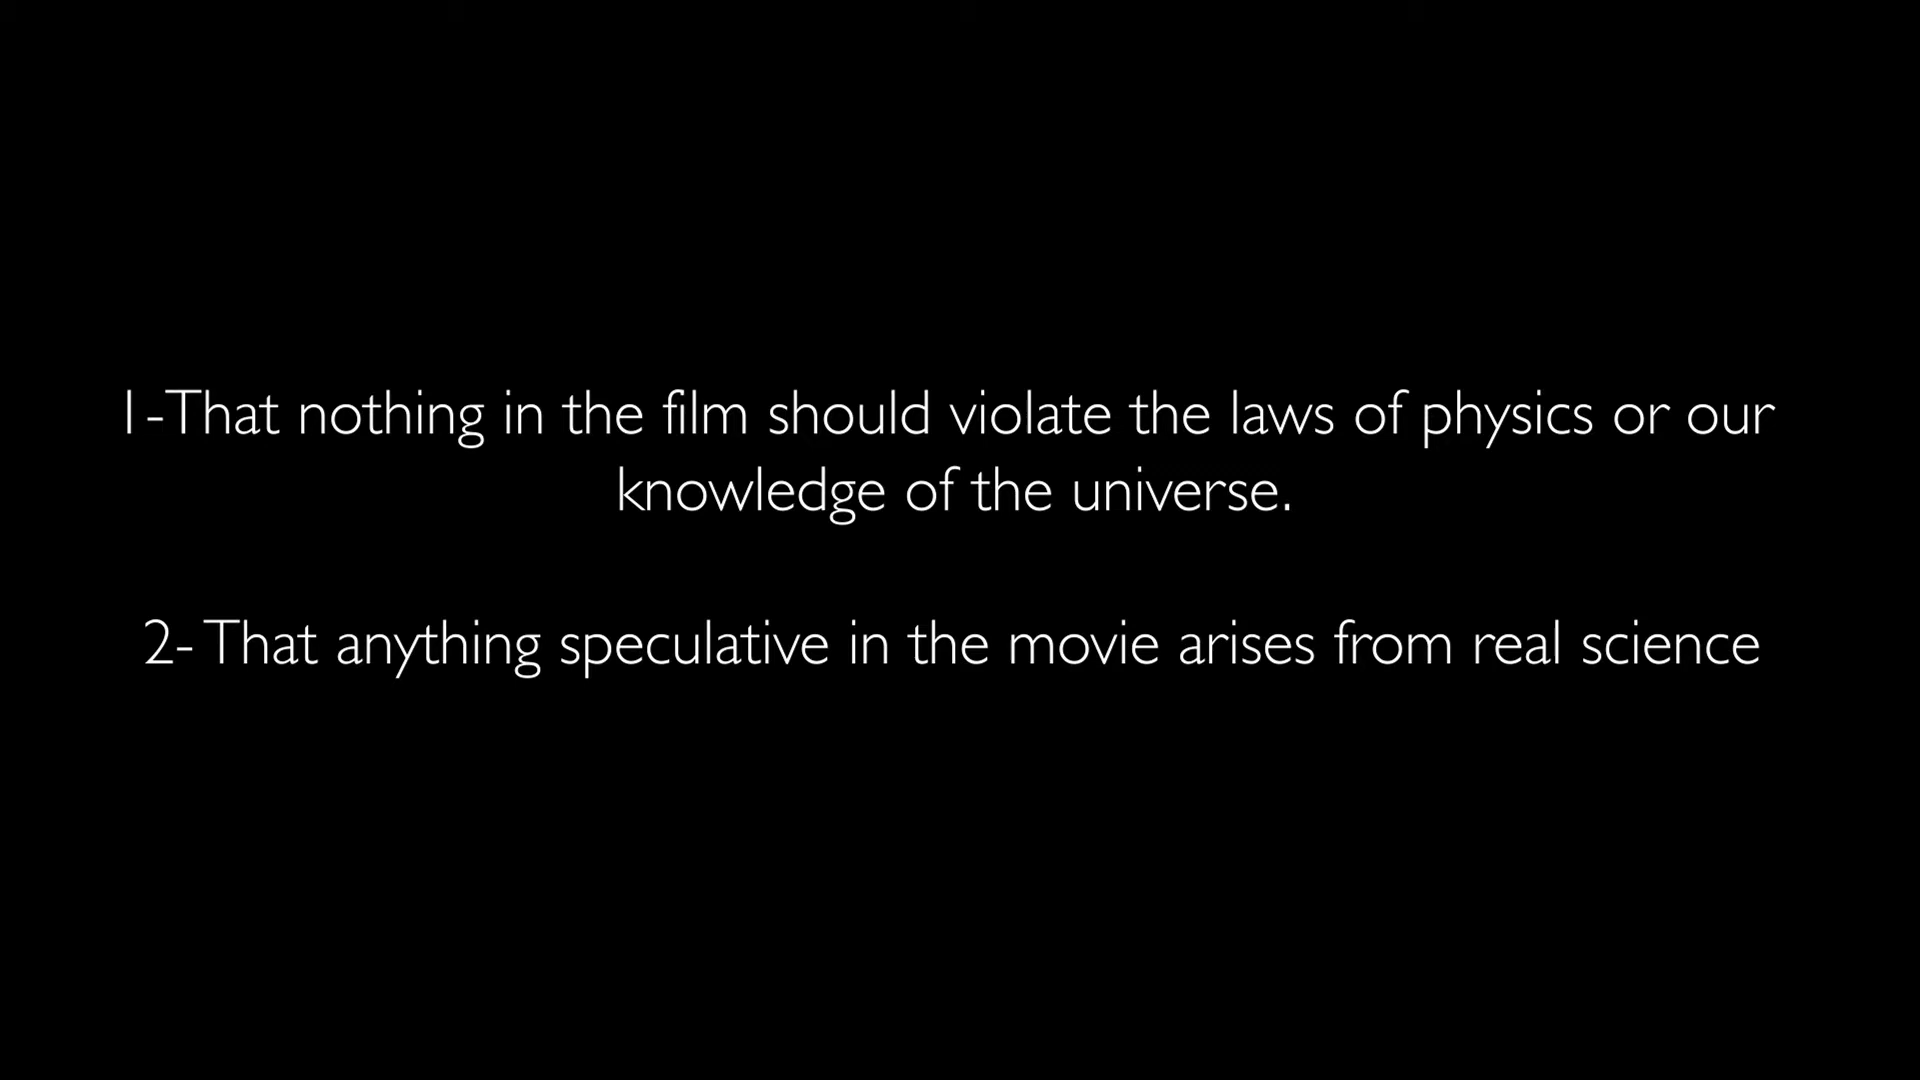 1-That nothing in the film should violate the laws of physics or our
knowledge of the universe.
2- That anything speculative in the movie arises from real science